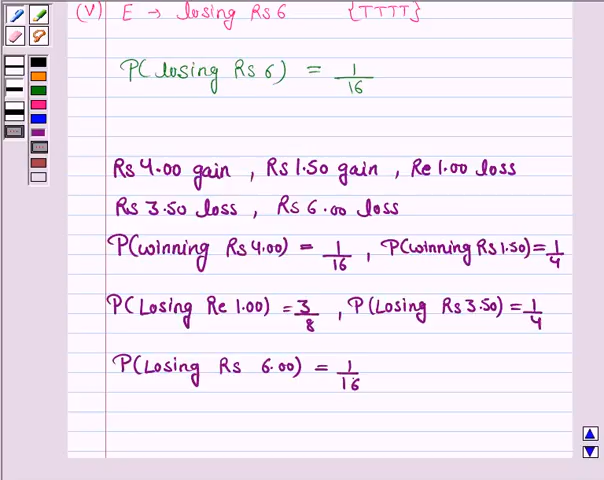 (V) E → losing Rs 6 {TTTT}
P(losing Rs 6) = 1/16
Rs 4.00 gain , Rs 1.50 gain , Re 1.00 loss
Rs 3.50 loss , Rs 6.00 loss
P(winning Rs 4.00) = 1/16 , P(winning Rs 1.50) = 1/4
P(Losing Re 1.00) = 3/8 , P(Losing Rs 3.50) = 1/4
P(Losing Rs 6.00) = 1/16